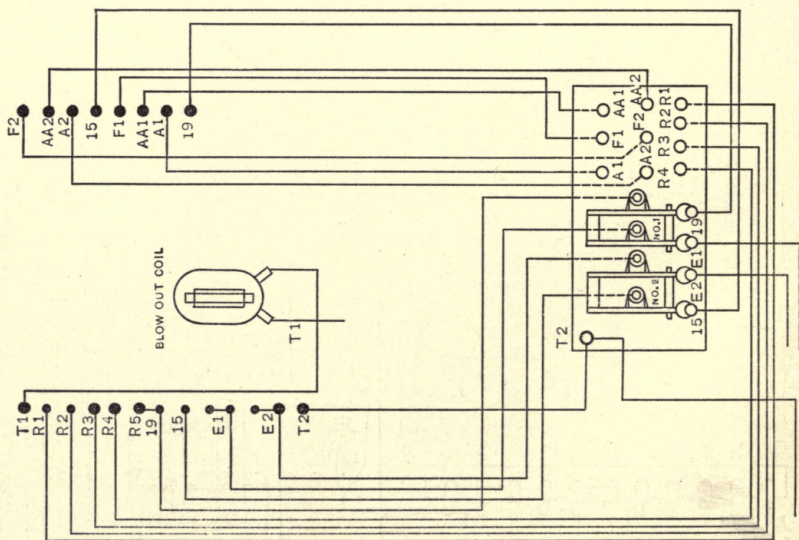 F2
AA2
A2
15
F1
AA1
A1
19
AA1
F1
A1
AA2
F2
A2
R1
R2
R3
R4
NO.1
NO.2
19
E1
E2
15
T2
BLOW OUT COIL
T1
T1
R1
R2
R3
R4
R5
19
15
E1
E2
T2